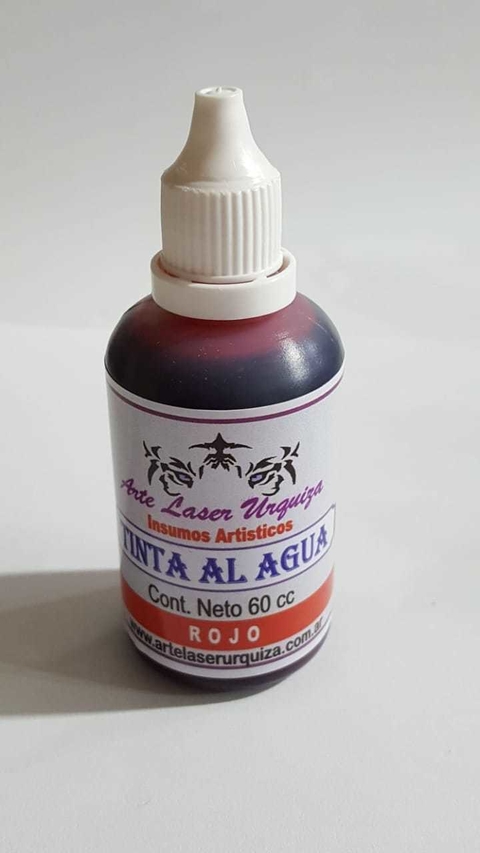 Arte Laser Urquiza
Insumos Artisticos
TINTA AL AGUA
Cont. Neto 60 cc
ROJO
www.artelaserurquiza.com.ar